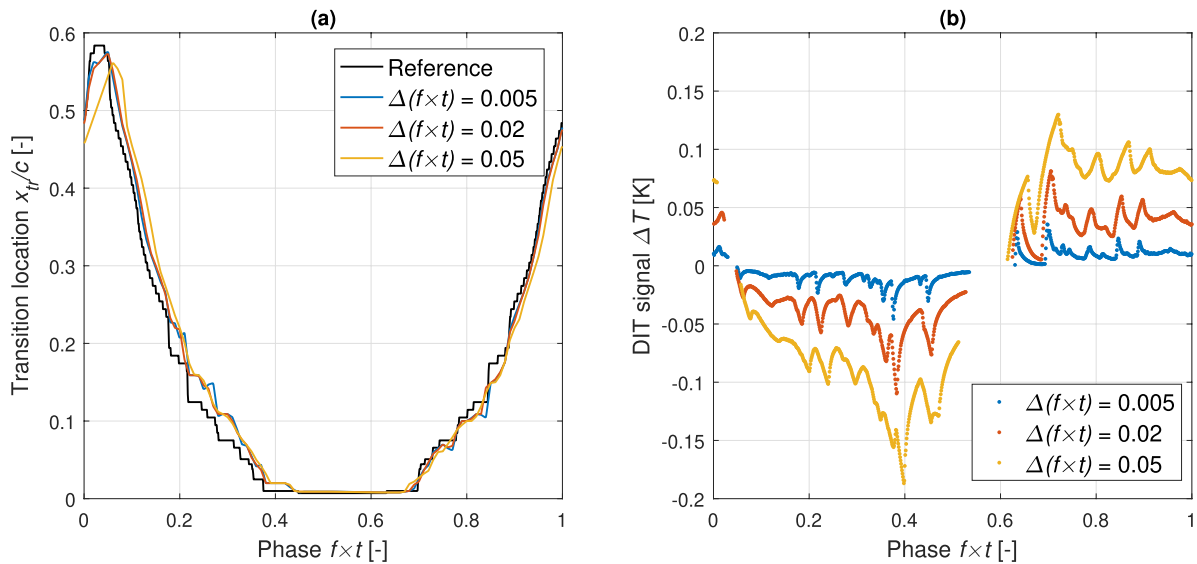 (a)
Transition location x_tr/c [-]
0.6
0.5
0.4
0.3
0.2
0.1
0
0 0.2 0.4 0.6 0.8 1
Phase f×t [-]
Reference
Δ(f×t) = 0.005
Δ(f×t) = 0.02
Δ(f×t) = 0.05
(b)
DIT signal ΔT [K]
0.2
0.15
0.1
0.05
0
-0.05
-0.1
-0.15
-0.2
0 0.2 0.4 0.6 0.8 1
Phase f×t [-]
Δ(f×t) = 0.005
Δ(f×t) = 0.02
Δ(f×t) = 0.05